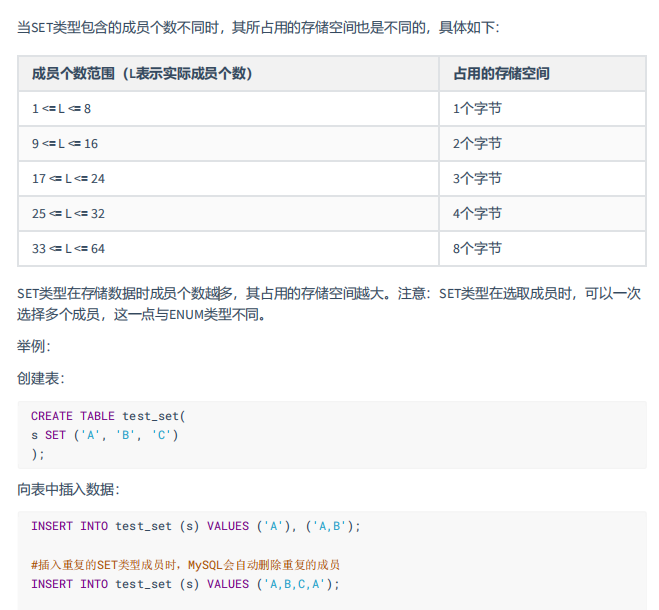 当SET类型包含的成员个数不同时，其所占用的存储空间也是不同的，具体如下：
成员个数范围（L表示实际成员个数） 占用的存储空间
1 <= L <= 8 1个字节
9 <= L <= 16 2个字节
17 <= L <= 24 3个字节
25 <= L <= 32 4个字节
33 <= L <= 64 8个字节
SET类型在存储数据时成员个数越多，其占用的存储空间越大。注意：SET类型在选取成员时，可以一次
选择多个成员，这一点与ENUM类型不同。
举例：
创建表：
CREATE TABLE test_set(
s SET ('A', 'B', 'C')
);
向表中插入数据：
INSERT INTO test_set (s) VALUES ('A'), ('A,B');
#插入重复的SET类型成员时，MySQL会自动删除重复的成员
INSERT INTO test_set (s) VALUES ('A,B,C,A');